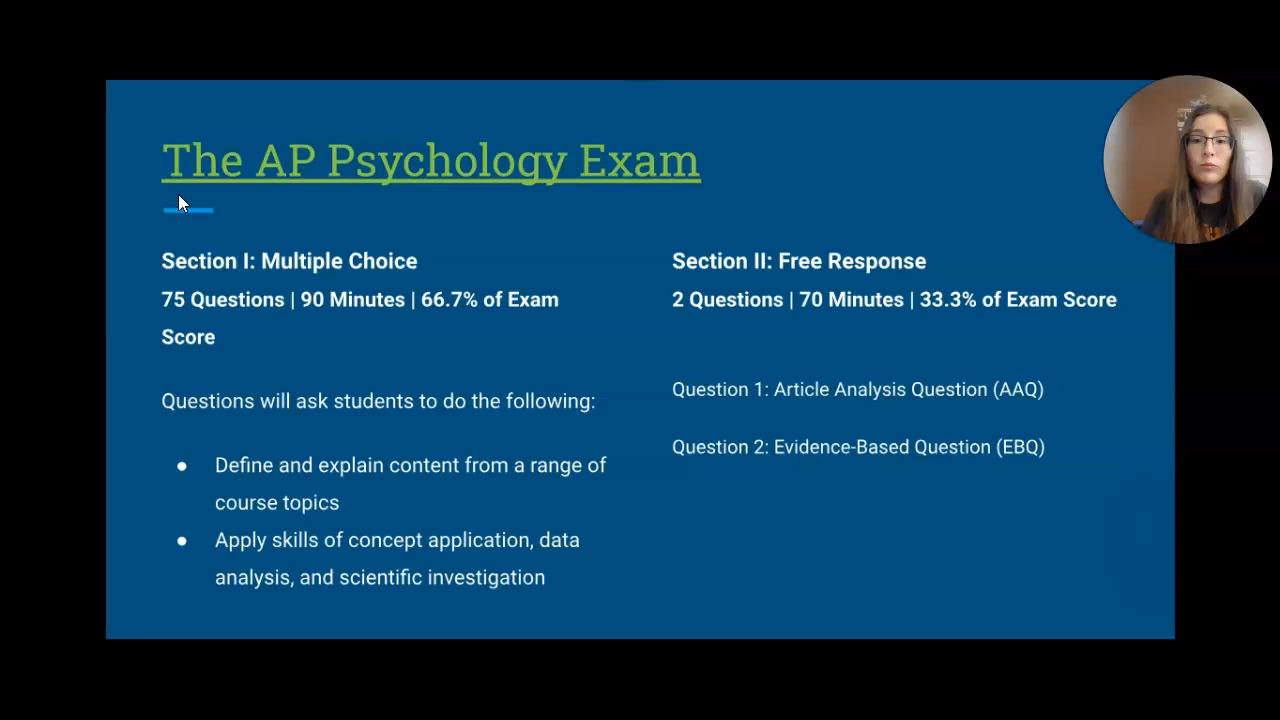 The AP Psychology Exam
Section I: Multiple Choice
75 Questions | 90 Minutes | 66.7% of Exam
Score
Questions will ask students to do the following:
● Define and explain content from a range of
course topics
● Apply skills of concept application, data
analysis, and scientific investigation
Section II: Free Response
2 Questions | 70 Minutes | 33.3% of Exam Score
Question 1: Article Analysis Question (AAQ)
Question 2: Evidence-Based Question (EBQ)